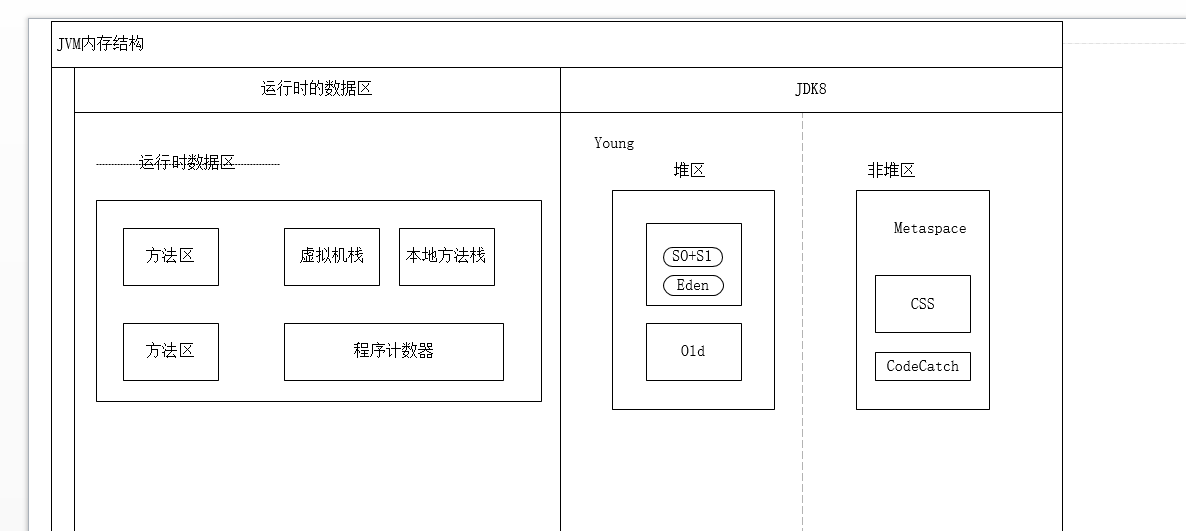 JVM内存结构
运行时的数据区
JDK8
运行时数据区
方法区
虚拟机栈
本地方法栈
方法区
程序计数器
Young
堆区
S0+S1
Eden
Old
非堆区
Metaspace
CSS
CodeCatch